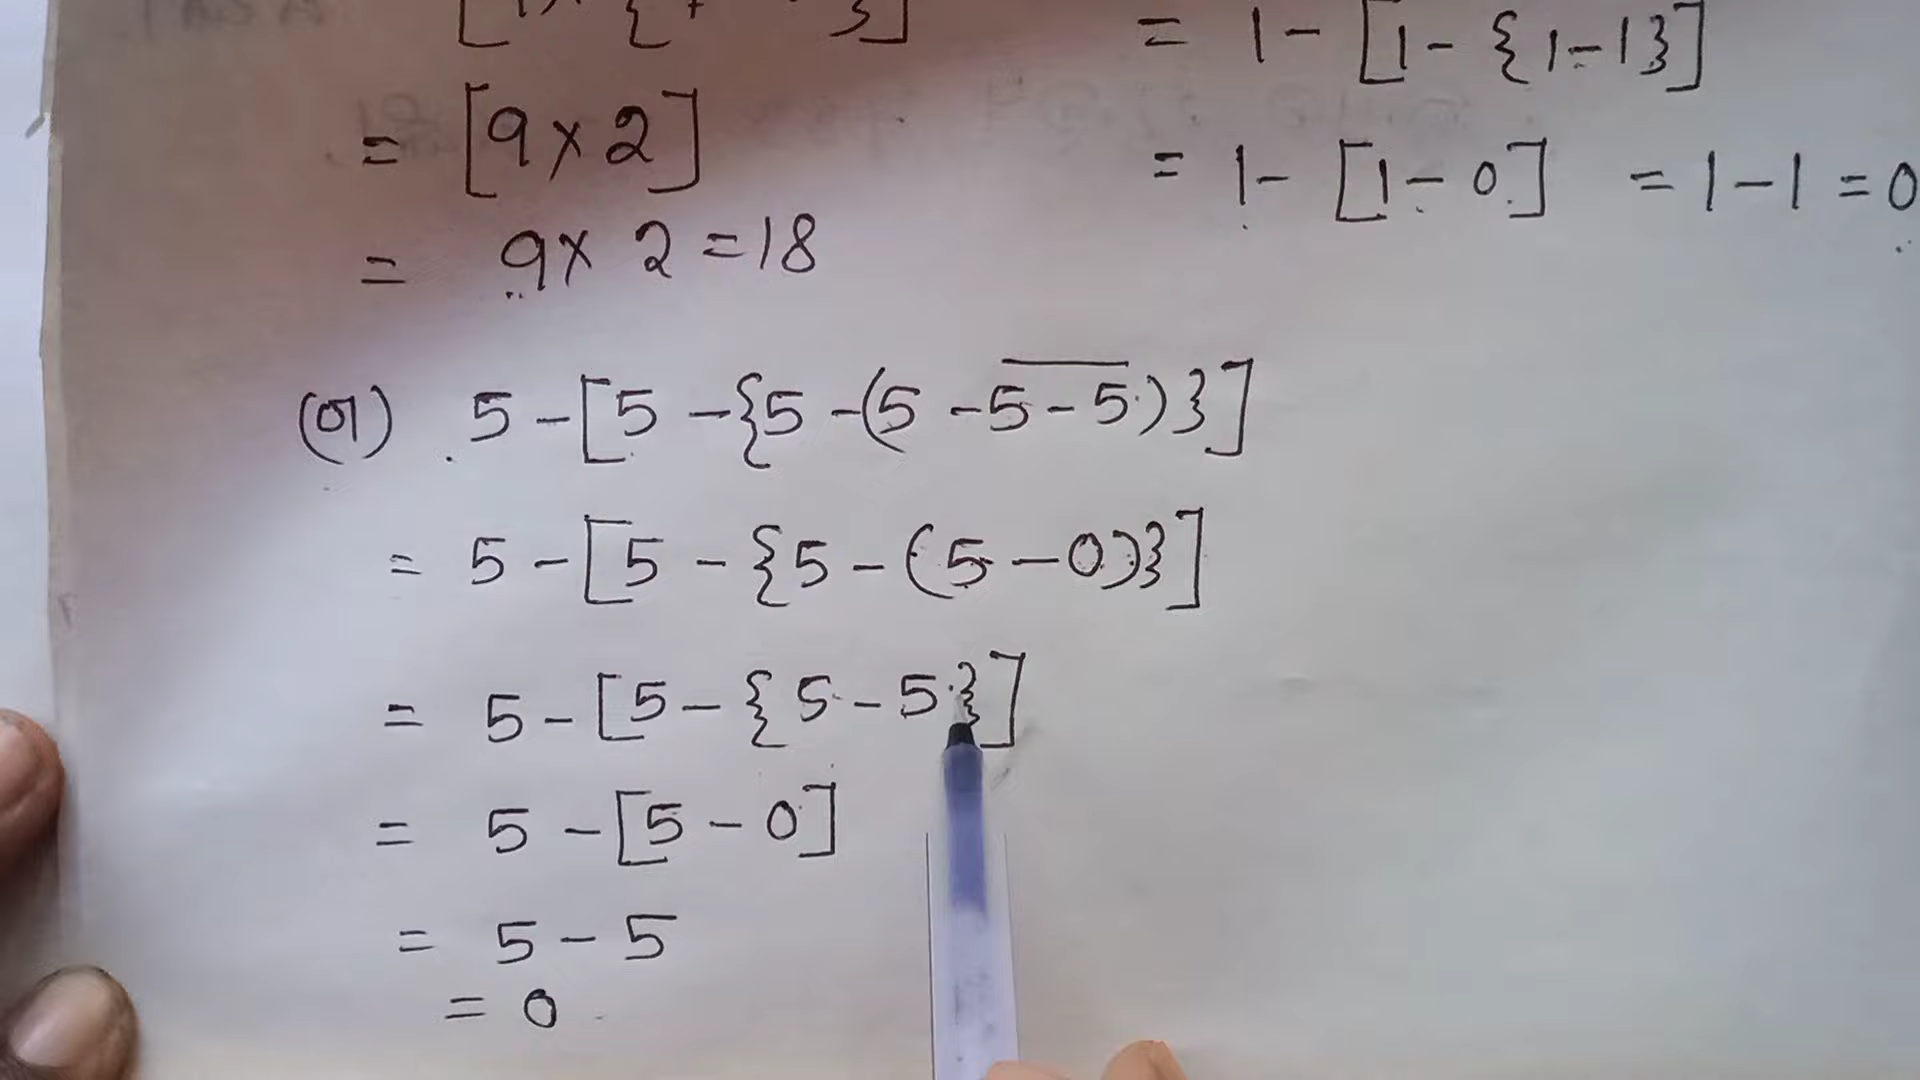 = [9 × 2]
= 9 × 2 = 18
= 1 - [1 - {1 - 1}]
= 1 - [1 - 0] = 1 - 1 = 0
5 - [5 - {5 - (5 - \overline{5 - 5})}]
= 5 - [5 - {5 - (5 - 0)}]
= 5 - [5 - {5 - 5}]
= 5 - [5 - 0]
= 5 - 5
= 0